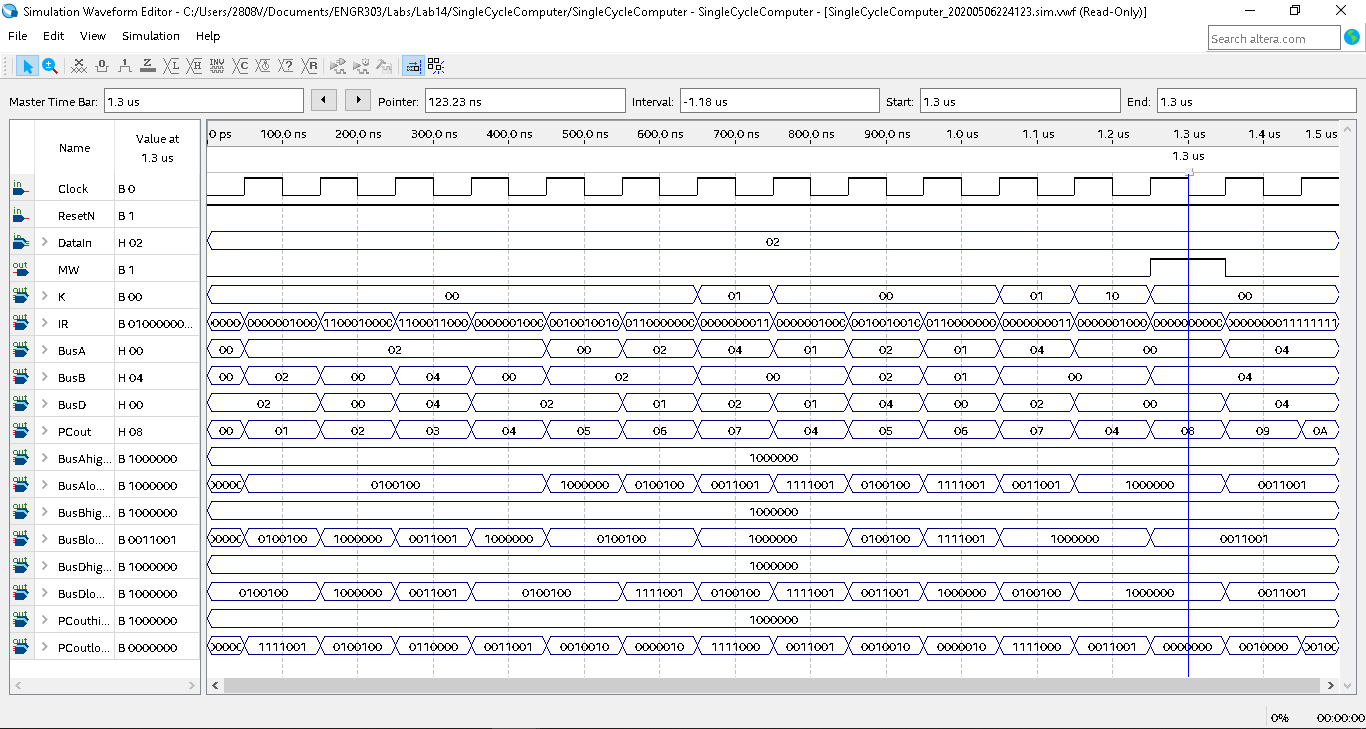 Simulation Waveform Editor - C:/Users/2808V/Documents/ENGR303/Labs/Lab14/SingleCycleComputer/SingleCycleComputer - SingleCycleComputer - [SingleCycleComputer_20200506224123.sim.vwf (Read-Only)]
File Edit View Simulation Help
Search altera.com
Master Time Bar: 1.3 us Pointer: 123.23 ns Interval: -1.18 us Start: 1.3 us End: 1.3 us
Name Value at 1.3 us
0 ps 100.0 ns 200.0 ns 300.0 ns 400.0 ns 500.0 ns 600.0 ns 700.0 ns 800.0 ns 900.0 ns 1.0 us 1.1 us 1.2 us 1.3 us 1.4 us 1.5 us
1.3 us
in Clock B 0
in ResetN B 1
in DataIn H 02 02
out MW B 1
out K B 00 00 01 00 01 10 00
out IR B 01000000... 0000001000 1100010000 1100011000 0000001000 0010010010 0110000000 0000000011 0000001000 0010010010 0110000000 0000000011 0000001000 0000000000 0000000011111111
out BusA H 00 00 02 00 02 04 01 02 01 04 00 04
out BusB H 04 00 02 00 04 00 02 00 02 01 00 04
out BusD H 00 02 00 04 02 01 02 01 04 00 02 00 04
out PCout H 08 00 01 02 03 04 05 06 07 04 05 06 07 04 08 09 0A
out BusAhig... B 1000000 1000000
out BusAlo... B 1000000 0100100 1000000 0100100 0011001 1111001 0100100 1111001 0011001 1000000 0011001
out BusBhig... B 1000000 1000000
out BusBlo... B 0011001 0100100 1000000 0011001 1000000 0100100 1000000 0100100 1111001 1000000 0011001
out BusDhig... B 1000000 1000000
out BusDlo... B 1000000 0100100 1000000 0011001 0100100 1111001 0100100 1111001 0011001 1000000 0100100 1000000 0011001
out PCouthi... B 1000000 1000000
out PCoutlo... B 0000000 1111001 0100100 0110000 0011001 0010010 0000010 1111000 0011001 0010010 0000010 1111000 0011001 0000000 0010000
0% 00:00:00